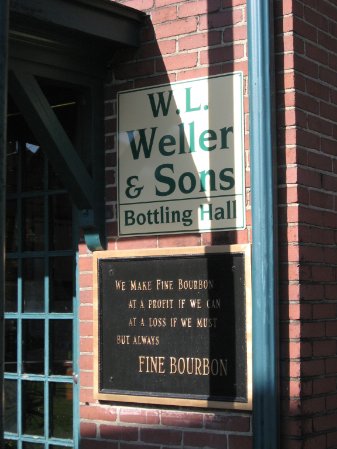 W. L.
Weller
& Sons
Bottling Hall
We Make Fine Bourbon
at a profit if we can
at a loss if we must
but always
FINE BOURBON